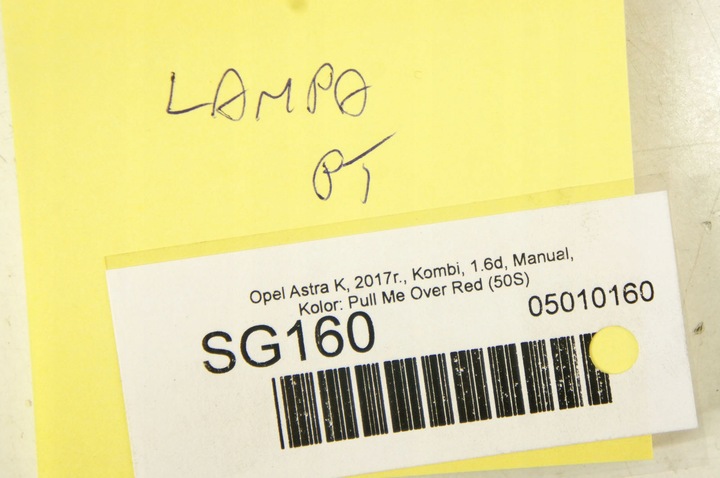 LAMPA
PT
Opel Astra K, 2017r., Kombi, 1.6d, Manual,
Kolor: Pull Me Over Red (50S)
SG160 05010160